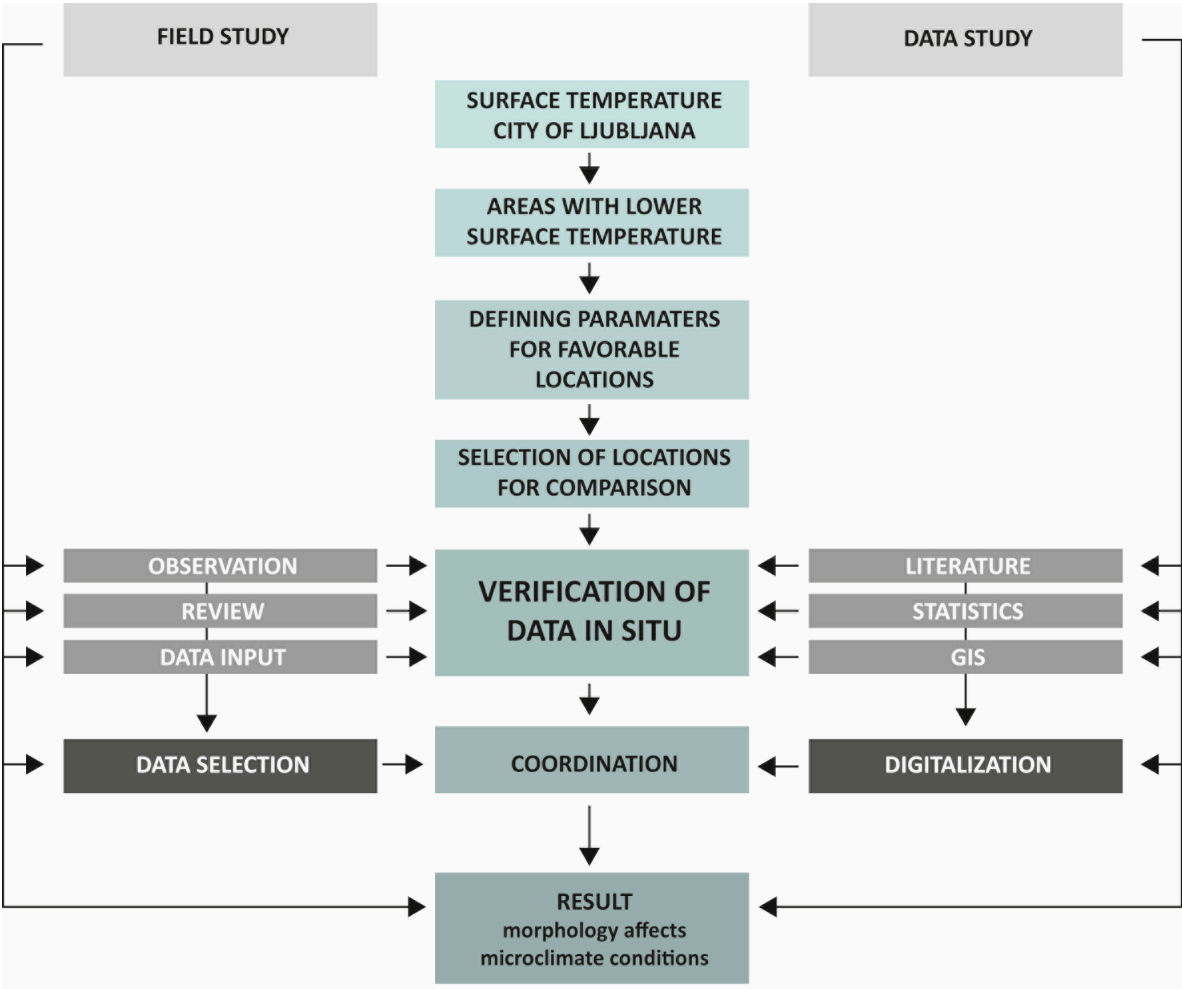 FIELD STUDY
DATA STUDY
SURFACE TEMPERATURE
CITY OF LJUBLJANA
AREAS WITH LOWER
SURFACE TEMPERATURE
DEFINING PARAMATERS
FOR FAVORABLE
LOCATIONS
SELECTION OF LOCATIONS
FOR COMPARISON
OBSERVATION
REVIEW
DATA INPUT
VERIFICATION OF
DATA IN SITU
LITERATURE
STATISTICS
GIS
DATA SELECTION
COORDINATION
DIGITALIZATION
RESULT
morphology affects
microclimate conditions